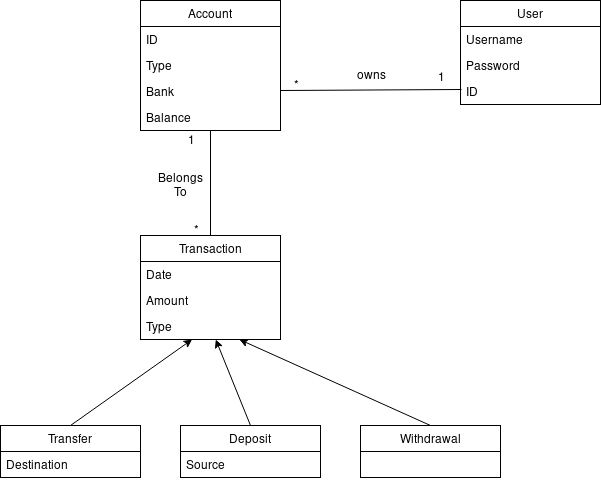 Account
ID
Type
Bank
Balance
User
Username
Password
ID
* owns 1
1
Belongs
To
*
Transaction
Date
Amount
Type
Transfer
Destination
Deposit
Source
Withdrawal